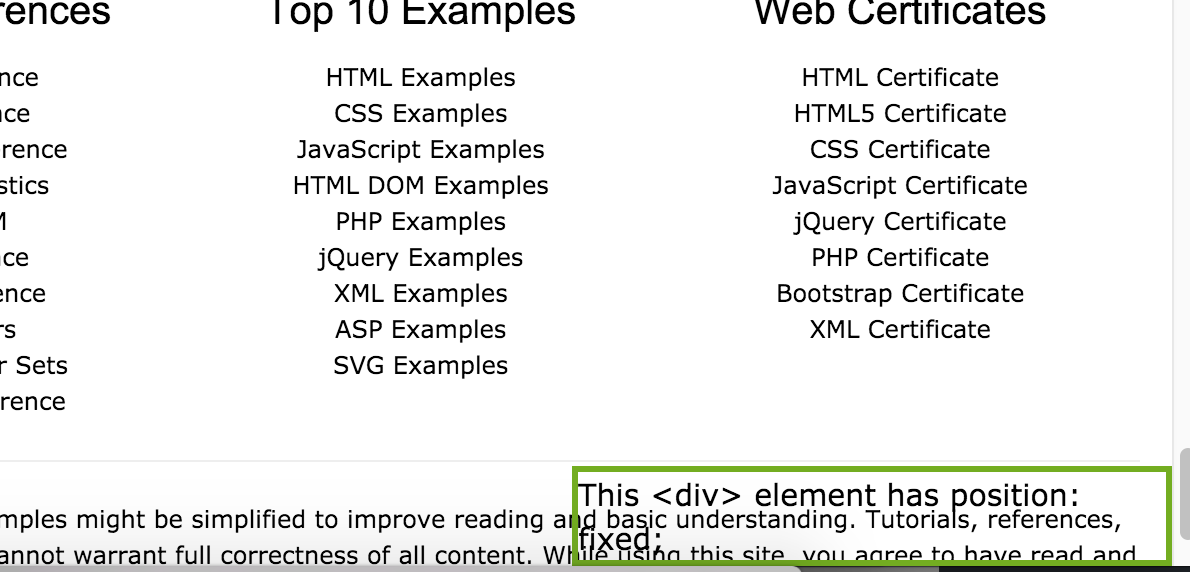 rences
nce
ce
rence
stics
M
ce
ence
rs
r Sets
rence
Top 10 Examples
HTML Examples
CSS Examples
JavaScript Examples
HTML DOM Examples
PHP Examples
jQuery Examples
XML Examples
ASP Examples
SVG Examples
Web Certificates
HTML Certificate
HTML5 Certificate
CSS Certificate
JavaScript Certificate
jQuery Certificate
PHP Certificate
Bootstrap Certificate
XML Certificate
This <div> element has position:
fixed;
mples might be simplified to improve reading and basic understanding. Tutorials, references,
annot warrant full correctness of all content. While using this site, you agree to have read and